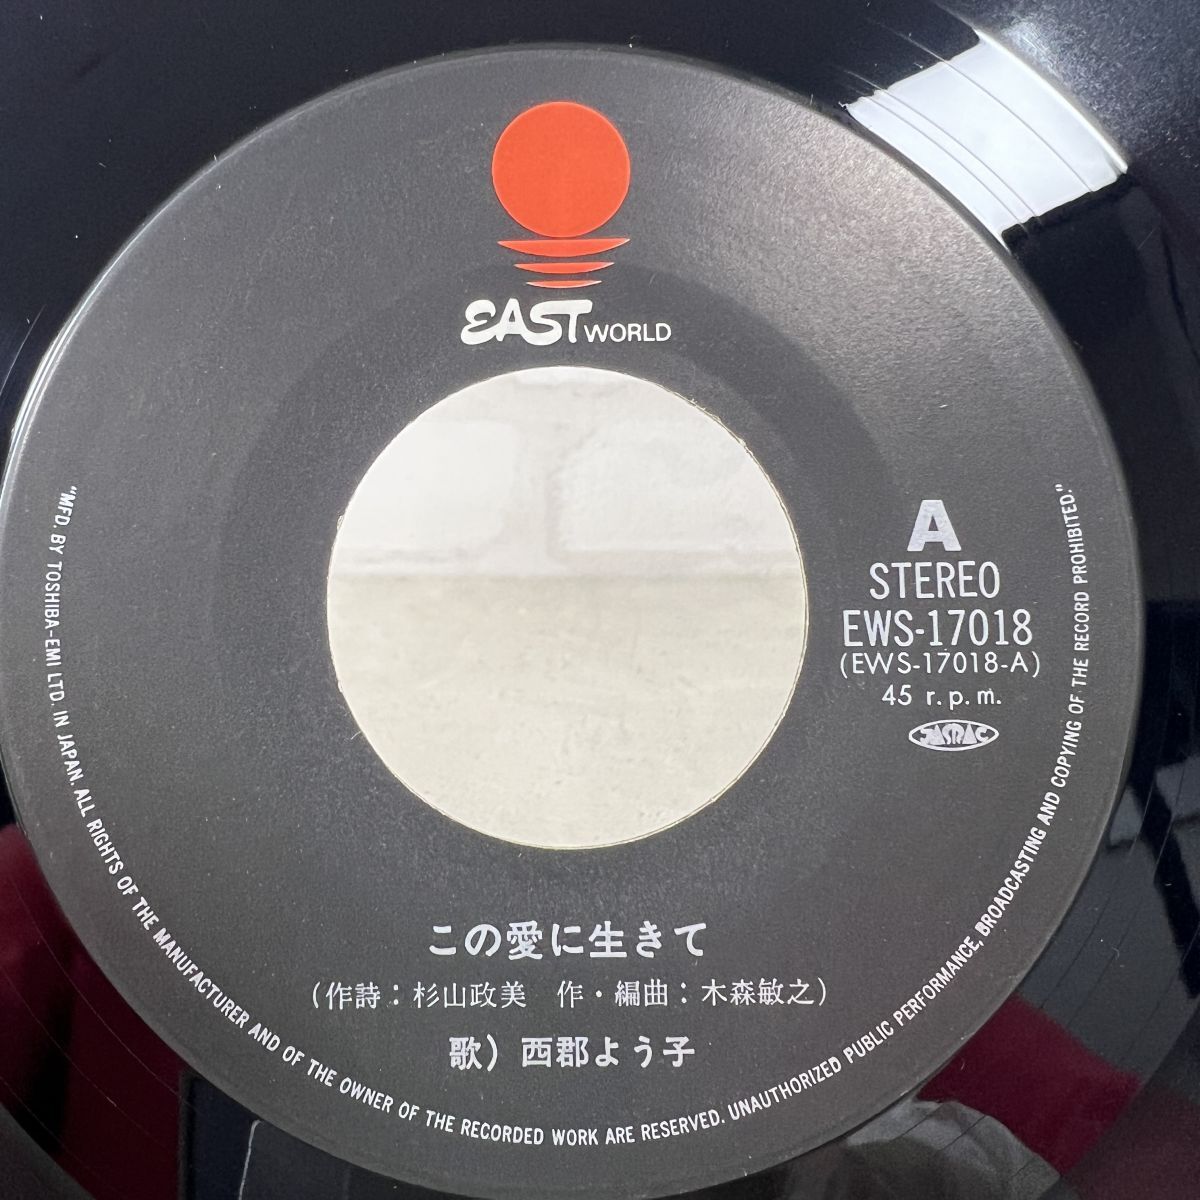 EAST WORLD
A
STEREO
EWS-17018
(EWS-17018-A)
45 r.p.m.
JASRAC
この愛に生きて
(作詩:杉山政美 作・編曲:木森敏之)
歌) 西郡よう子
"MFD. BY TOSHIBA-EMI LTD. IN JAPAN. ALL RIGHTS OF THE MANUFACTURER AND OF THE OWNER OF THE RECORDED WORK ARE RESERVED. UNAUTHORIZED PUBLIC PERFORMANCE, BROADCASTING AND COPYING OF THE RECORD PROHIBITED."